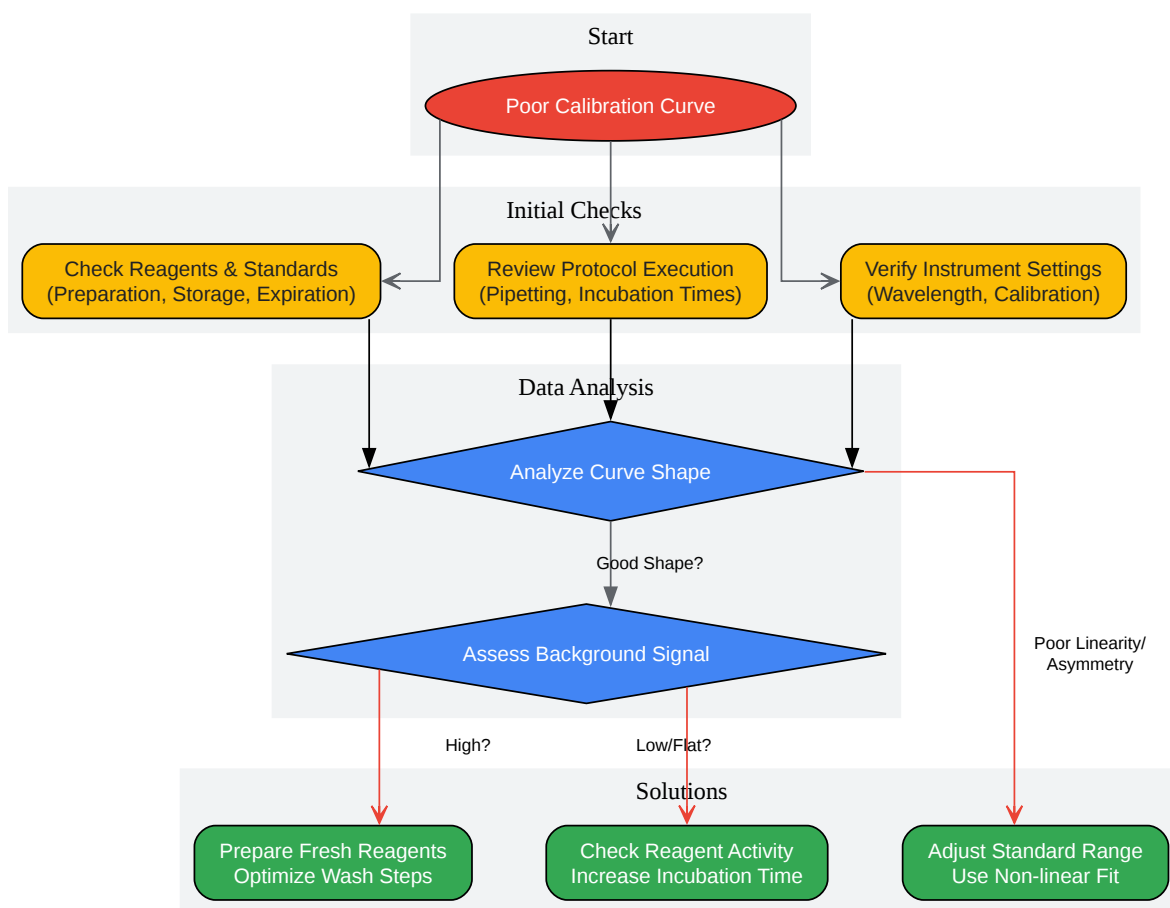 Start
Poor Calibration Curve
Initial Checks
Check Reagents & Standards
(Preparation, Storage, Expiration)
Review Protocol Execution
(Pipetting, Incubation Times)
Verify Instrument Settings
(Wavelength, Calibration)
Data Analysis
Analyze Curve Shape
Good Shape?
Assess Background Signal
Poor Linearity/
Asymmetry
High?
Low/Flat?
Solutions
Prepare Fresh Reagents
Optimize Wash Steps
Check Reagent Activity
Increase Incubation Time
Adjust Standard Range
Use Non-linear Fit